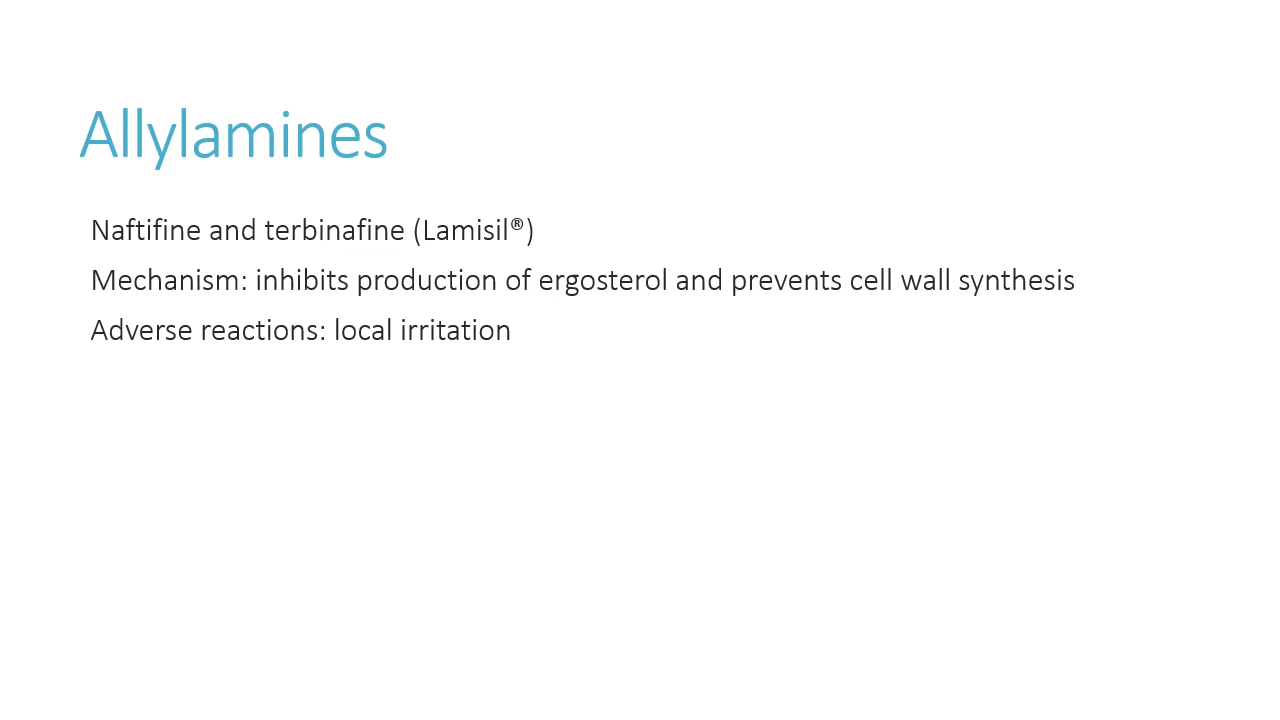 Allylamines
Naftifine and terbinafine (Lamisil®)
Mechanism: inhibits production of ergosterol and prevents cell wall synthesis
Adverse reactions: local irritation